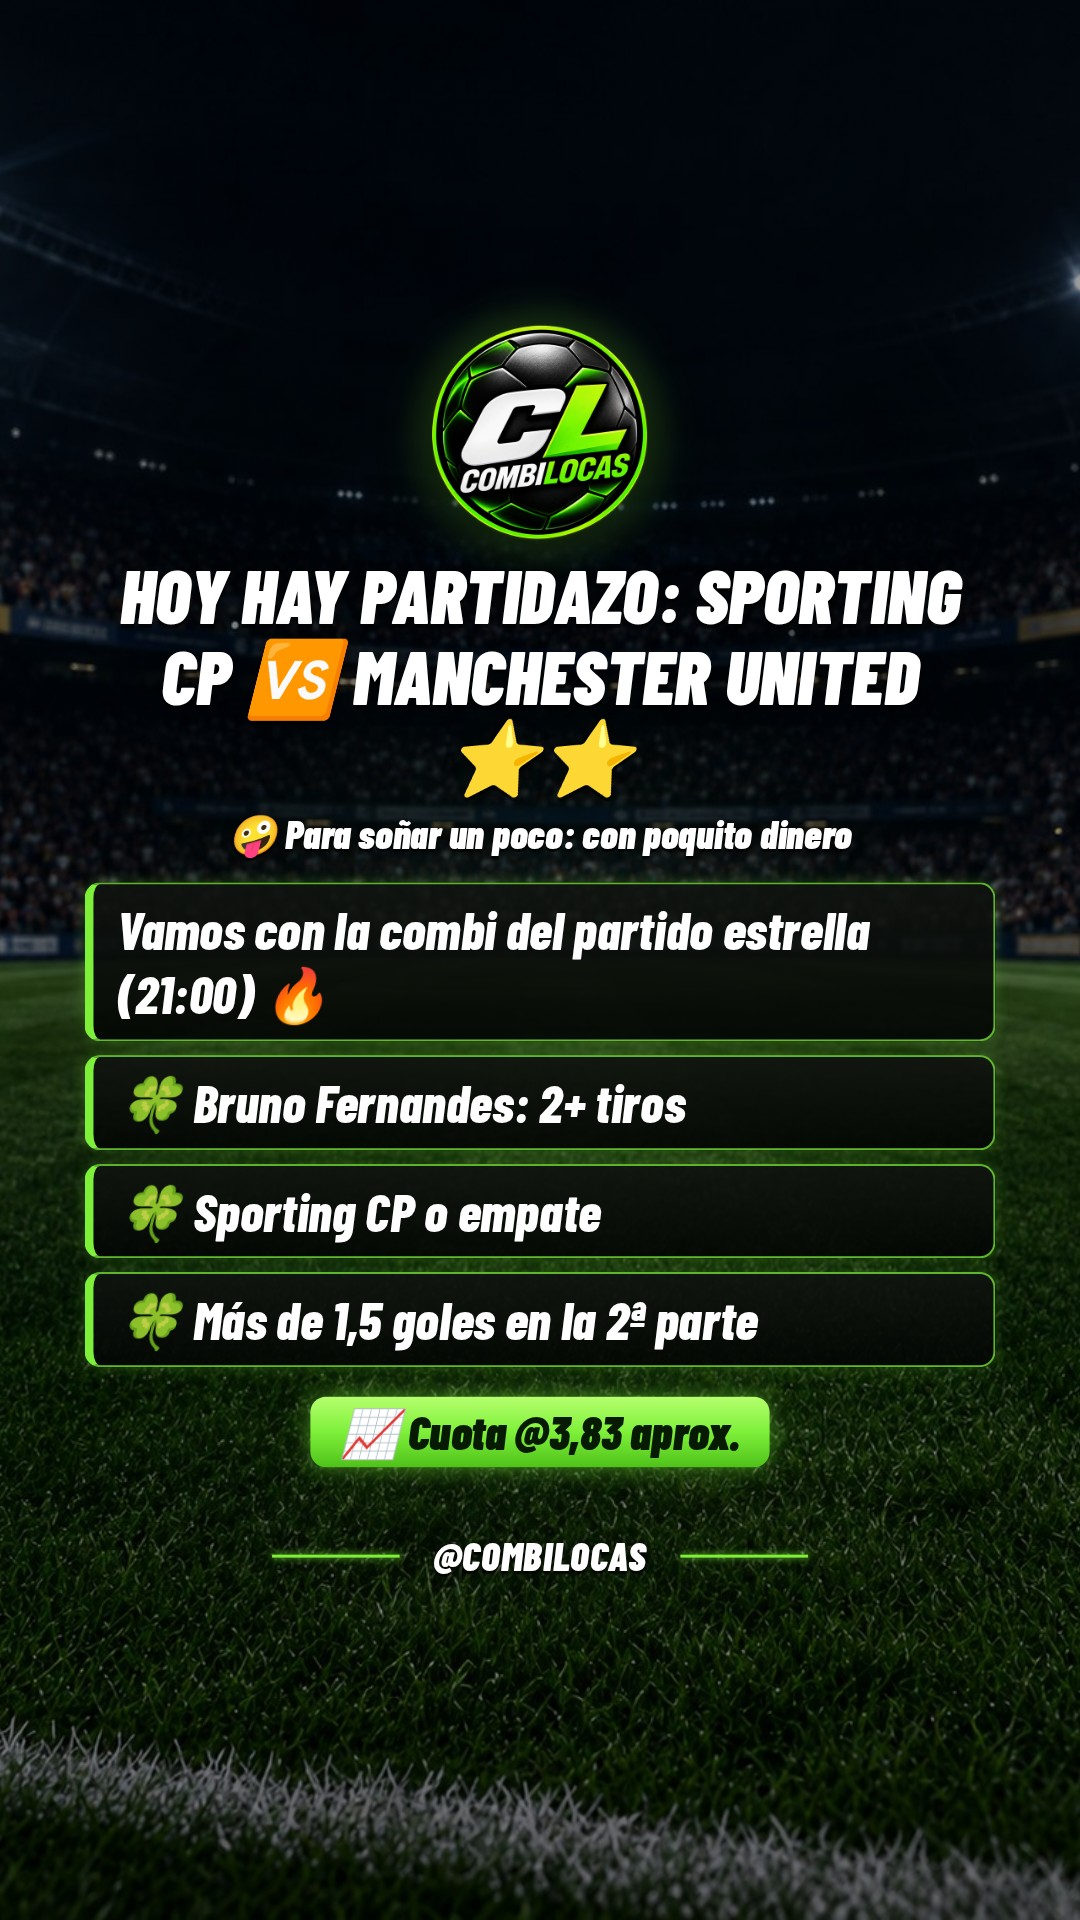 CL
COMBILOCAS
HOY HAY PARTIDAZO: SPORTING
CP 🆚 MANCHESTER UNITED
⭐⭐
🤪 Para soñar un poco: con poquito dinero
Vamos con la combi del partido estrella
(21:00) 🔥
🍀 Bruno Fernandes: 2+ tiros
🍀 Sporting CP o empate
🍀 Más de 1,5 goles en la 2ª parte
📈 Cuota @3,83 aprox.
@COMBILOCAS